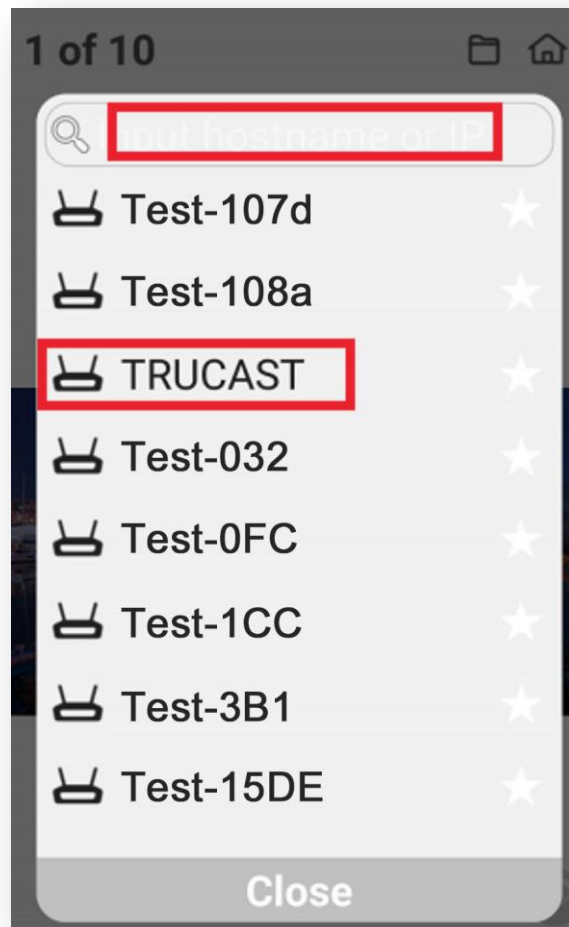 1 of 10
Input hostname or IP
Test-107d
Test-108a
TRUCAST
Test-032
Test-0FC
Test-1CC
Test-3B1
Test-15DE
Close